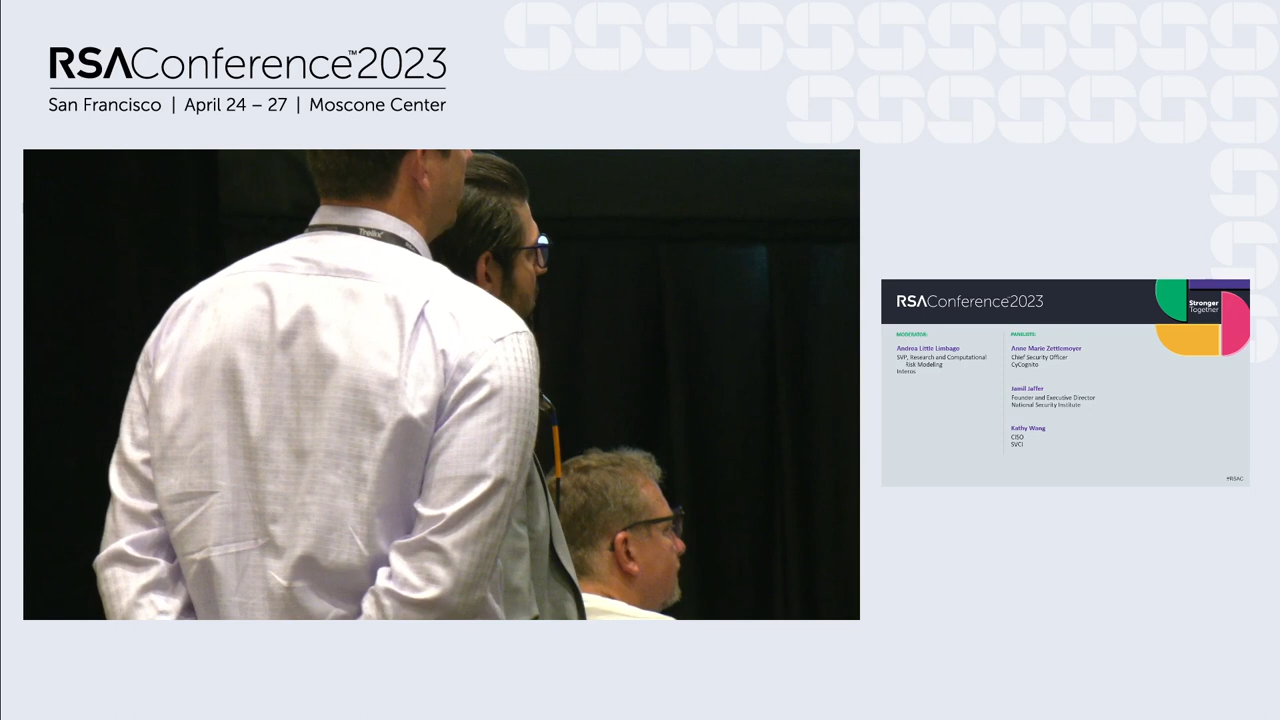 RSAConference™2023
San Francisco | April 24 – 27 | Moscone Center
Trellix
RSAConference2023
Stronger
Together
MODERATOR:
Andrea Little Limbago
SVP, Research and Computational
Risk Modeling
Interos
PANELISTS:
Anne Marie Zettlemoyer
Chief Security Officer
CyCognito
Jamil Jaffer
Founder and Executive Director
National Security Institute
Kathy Wang
CISO
SVCI
#RSAC